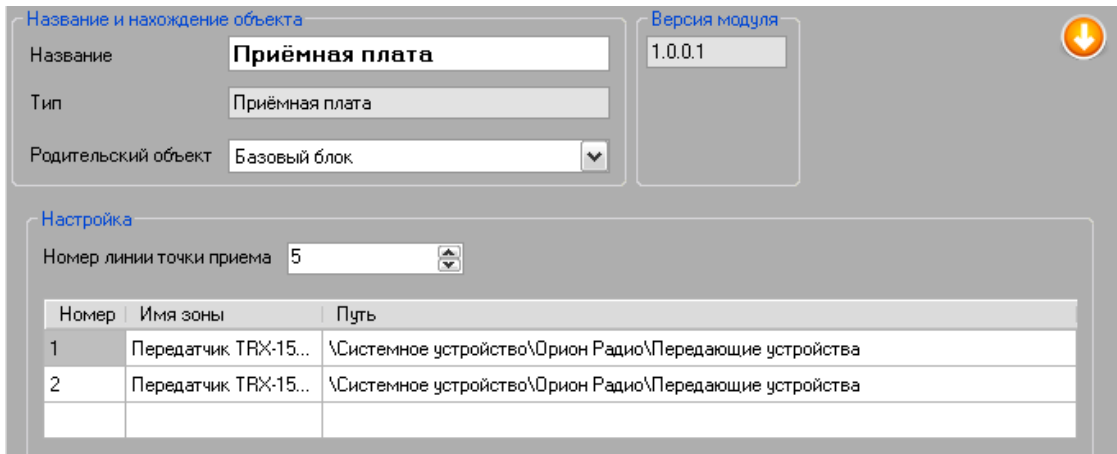 Название и нахождение объекта
Версия модуля
Название Приёмная плата
1.0.0.1
Тип Приёмная плата
Родительский объект Базовый блок
Настройка
Номер линии точки приема 5
Номер Имя зоны Путь
1 Передатчик TRX-15... \Системное устройство\Орион Радио\Передающие устройства
2 Передатчик TRX-15... \Системное устройство\Орион Радио\Передающие устройства